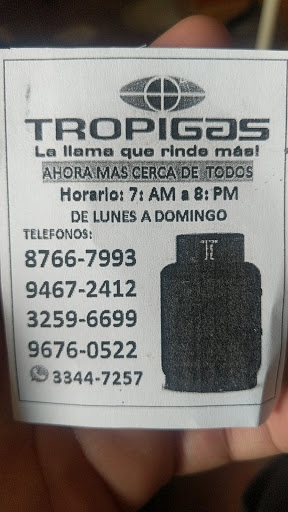 TROPIGAS
La llama que rinde más!
AHORA MAS CERCA DE TODOS
Horario: 7: AM a 8: PM
DE LUNES A DOMINGO
TELEFONOS:
8766-7993
9467-2412
3259-6699
9676-0522
3344-7257